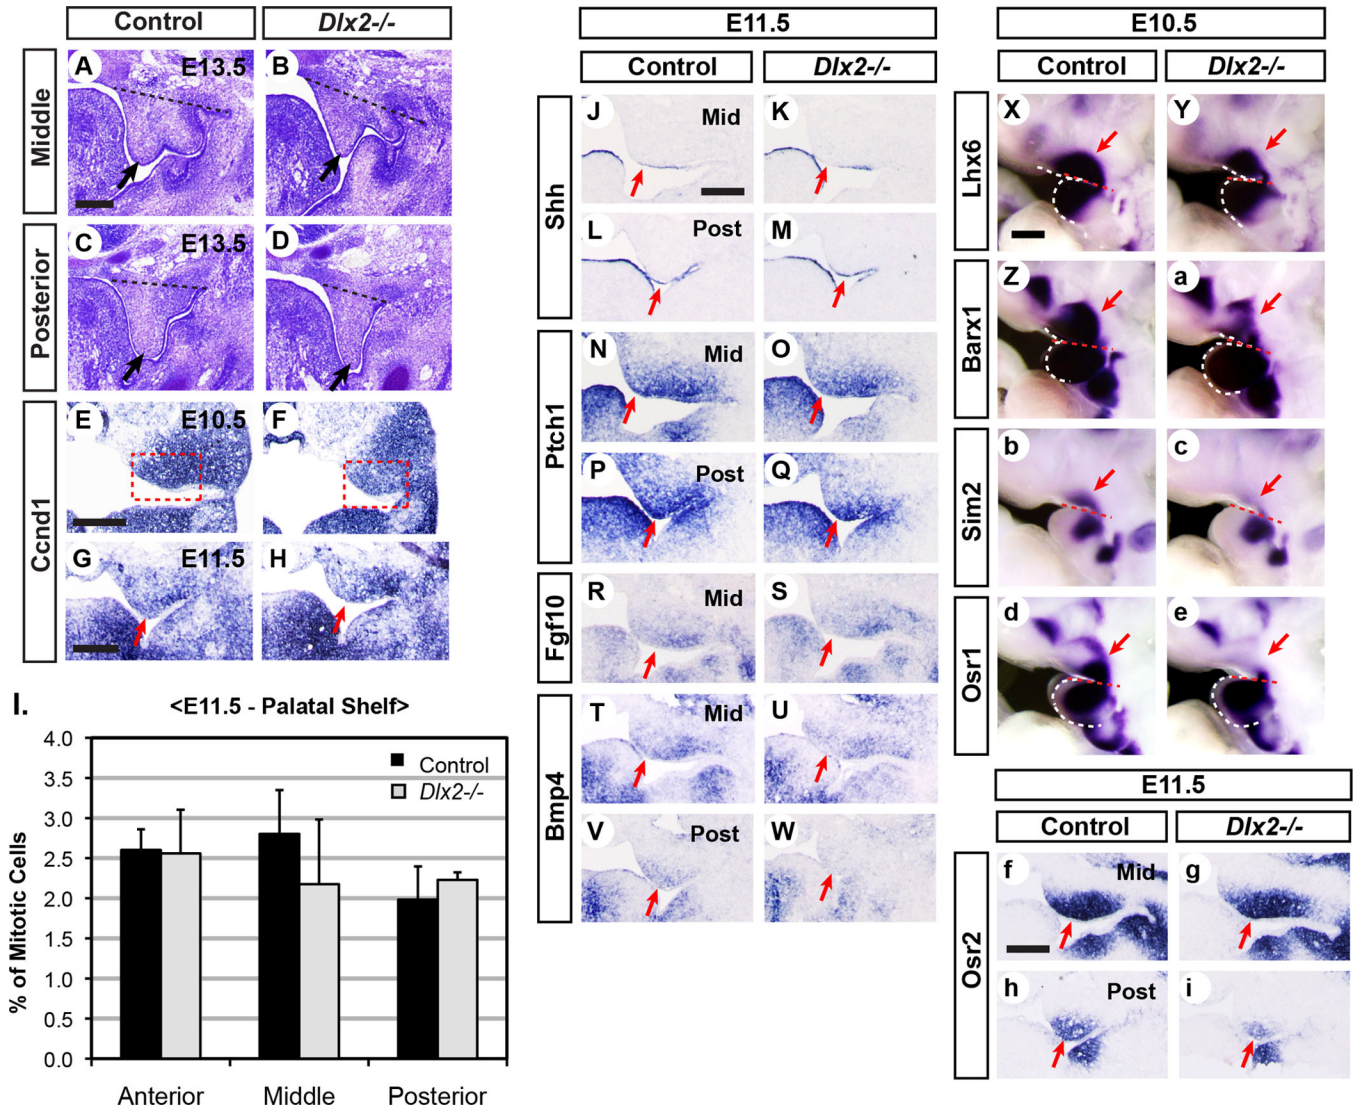 Control Dlx2-/-
Middle
A E13.5 B
Posterior
C E13.5 D
Ccnd1
E E10.5 F
G E11.5 H
I. <E11.5 - Palatal Shelf>
% of Mitotic Cells
4.0
3.5
3.0
2.5
2.0
1.5
1.0
0.5
0.0
Control
Dlx2-/-
Anterior Middle Posterior
E11.5
Control Dlx2-/-
Shh
J Mid K
L Post M
Ptch1
N Mid O
P Post Q
Fgf10
R Mid S
Bmp4
T Mid U
V Post W
E10.5
Control Dlx2-/-
Lhx6
X Y
Barx1
Z a
Sim2
b c
Osr1
d e
E11.5
Control Dlx2-/-
Osr2
f Mid g
h Post i